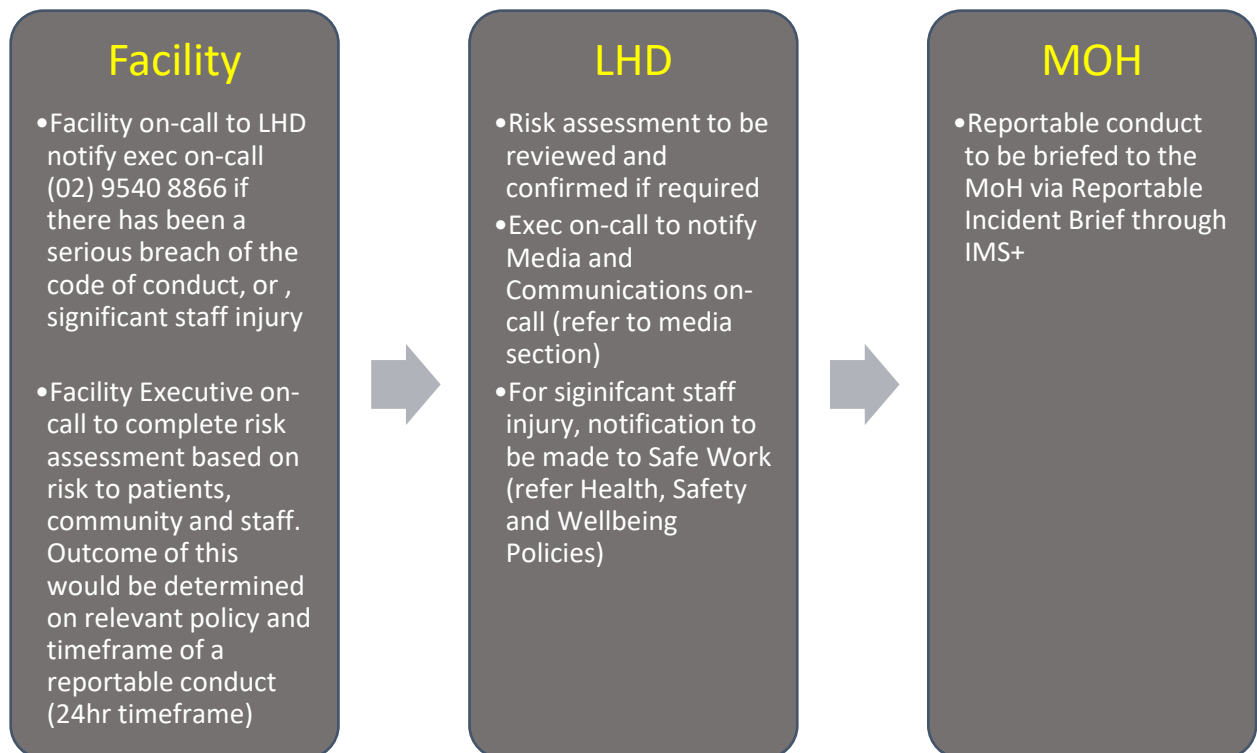 Facility
•Facility on-call to LHD
notify exec on-call
(02) 9540 8866 if
there has been a
serious breach of the
code of conduct, or ,
significant staff injury
•Facility Executive on-
call to complete risk
assessment based on
risk to patients,
community and staff.
Outcome of this
would be determined
on relevant policy and
timeframe of a
reportable conduct
(24hr timeframe)
LHD
•Risk assessment to be
reviewed and
confirmed if required
•Exec on-call to notify
Media and
Communications on-
call (refer to media
section)
•For siginifcant staff
injury, notification to
be made to Safe Work
(refer Health, Safety
and Wellbeing
Policies)
MOH
•Reportable conduct
to be briefed to the
MoH via Reportable
Incident Brief through
IMS+